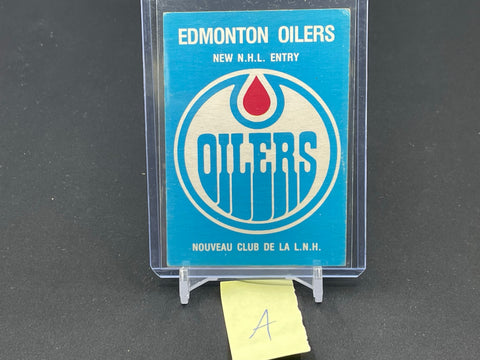 EDMONTON OILERS
NEW N.H.L. ENTRY
OILERS
NOUVEAU CLUB DE LA L.N.H.
A